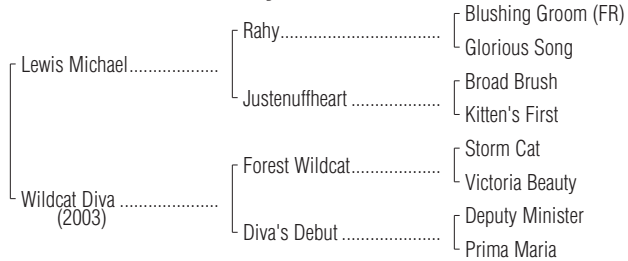 Blushing Groom (FR)
Rahy
Glorious Song
Lewis Michael
Broad Brush
Justenuffheart
Kitten's First
Storm Cat
Forest Wildcat
Victoria Beauty
Wildcat Diva
(2003)
Deputy Minister
Diva's Debut
Prima Maria